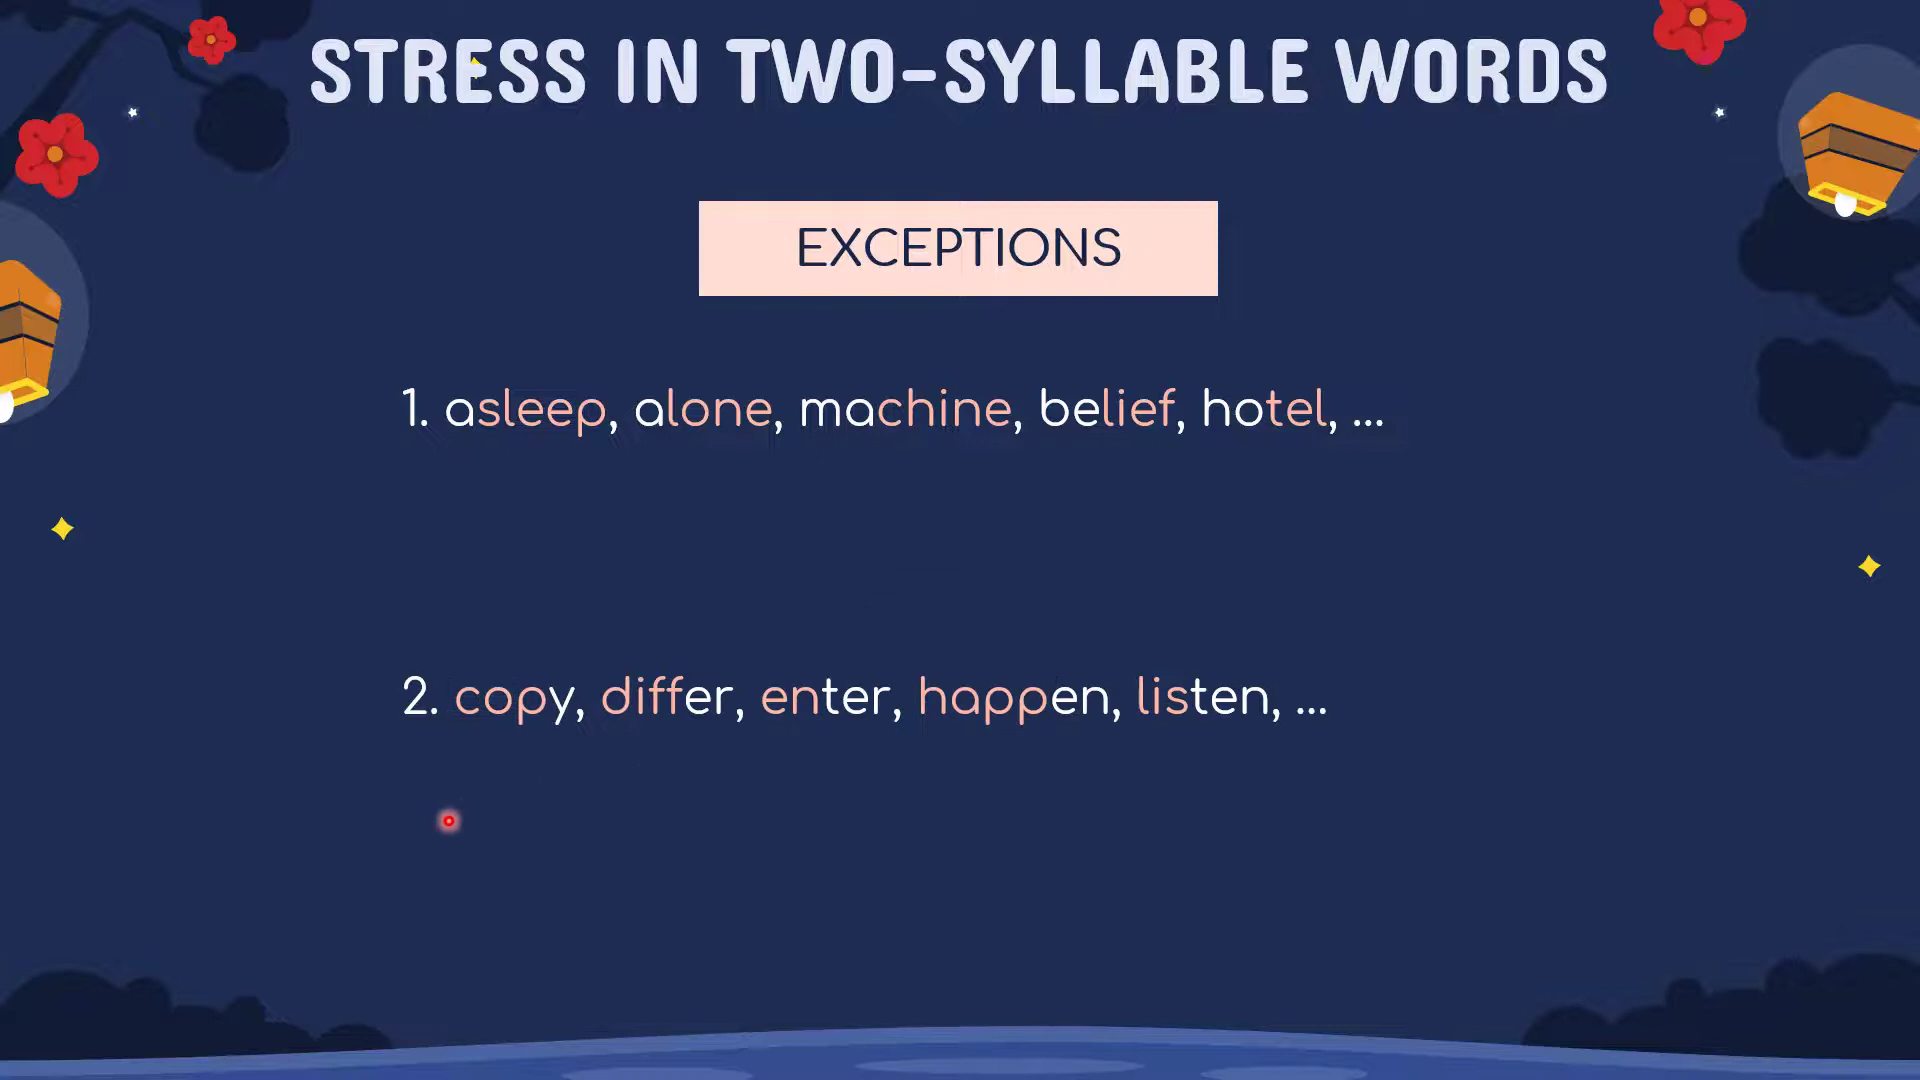 STRESS IN TWO-SYLLABLE WORDS
EXCEPTIONS
1. asleep, alone, machine, belief, hotel, ...
2. copy, differ, enter, happen, listen, ...